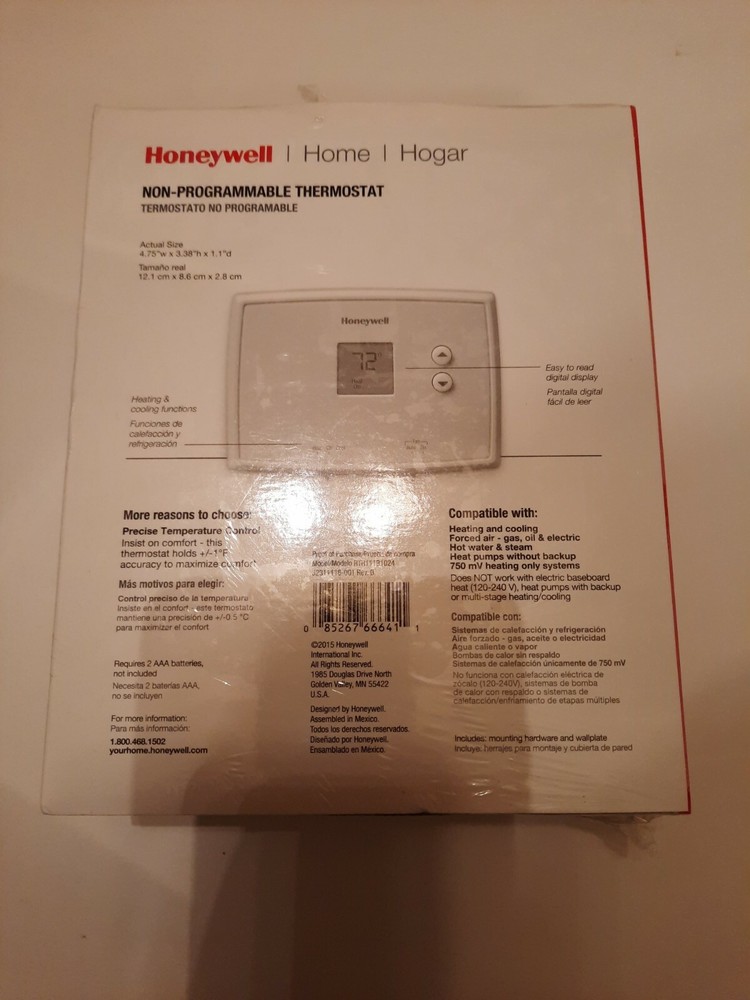 Honeywell | Home | Hogar
NON-PROGRAMMABLE THERMOSTAT
TERMOSTATO NO PROGRAMABLE
Actual Size
4.75"w x 3.38"h x 1.1"d
Tamaño real
12.1 cm x 8.6 cm x 2.8 cm
Honeywell
72°
Easy to read
digital display
Pantalla digital
fácil de leer
Heating &
cooling functions
Funciones de
calefacción y
refrigeración
More reasons to choose:
Precise Temperature Control
Insist on comfort - this
thermostat holds +/-1°F
accuracy to maximize comfort
Más motivos para elegir:
Control preciso de la temperatura
Insiste en el confort - este termostato
mantiene una precisión de +/-0.5 °C
para maximizar el confort
Requires 2 AAA batteries,
not included
Necesita 2 baterías AAA,
no se incluyen
For more information:
Para más información:
1.800.468.1502
yourhome.honeywell.com
Proof of Purchase/Prueba de compra
Model/Modelo RTH111B1024
0 85267 66641 1
©2015 Honeywell
International Inc.
All Rights Reserved.
1985 Douglas Drive North
Golden Valley, MN 55422
U.S.A.
Designed by Honeywell.
Assembled in Mexico.
Todos los derechos reservados.
Diseñado por Honeywell.
Ensamblado en México.
Compatible with:
Heating and cooling
Forced air - gas, oil & electric
Hot water & steam
Heat pumps without backup
750 mV heating only systems
Does NOT work with electric baseboard
heat (120-240 V), heat pumps with backup
or multi-stage heating/cooling
Compatible con:
Sistemas de calefacción y refrigeración
Aire forzado - gas, aceite o electricidad
Agua caliente o vapor
Bombas de calor sin respaldo
Sistemas de calefacción únicamente de 750 mV
No funciona con calefacción eléctrica de
zócalo (120-240V), sistemas de bomba
de calor con respaldo o sistemas de
calefacción/enfriamiento de etapas múltiples
Includes: mounting hardware and wallplate
Incluye: herrajes para montaje y cubierta de pared